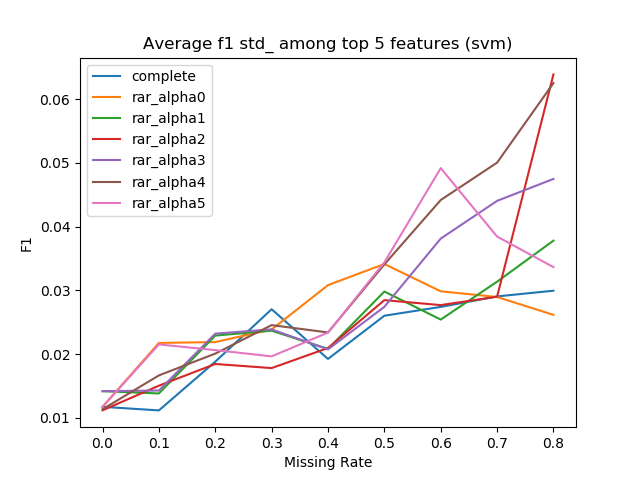 Average f1 std_ among top 5 features (svm)
complete
rar_alpha0
rar_alpha1
rar_alpha2
rar_alpha3
rar_alpha4
rar_alpha5
F1
0.06
0.05
0.04
0.03
0.02
0.01
0.0 0.1 0.2 0.3 0.4 0.5 0.6 0.7 0.8
Missing Rate